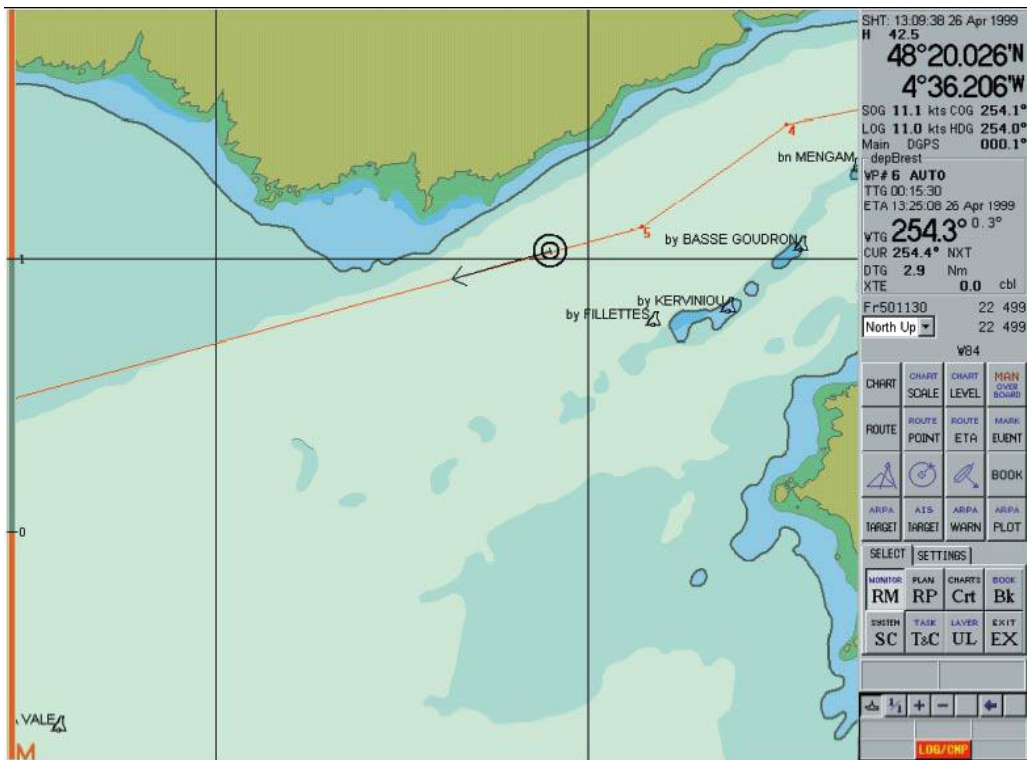 SHT: 13:09:38 26 Apr 1999
H 42.5
48°20.026'N
4°36.206'W
SOG 11.1 kts COG 254.1°
LOG 11.0 kts HDG 254.0°
Main DGPS 000.1°
depBrest
WP# 6 AUTO
TTG 00:15:30
ETA 13:25:08 26 Apr 1999
WTG 254.3° 0.3°
CUR 254.4° NXT
DTG 2.9 Nm
XTE 0.0 cbl
Fr501130 22 499
North Up 22 499
W84
CHART
CHART SCALE
CHART LEVEL
MAN OVER BOARD
ROUTE
ROUTE POINT
ROUTE ETA
MARK EVENT
BOOK
ARPA TARGET
AIS TARGET
ARPA WARN
ARPA PLOT
SELECT SETTINGS
MONITOR RM
PLAN RP
CHARTS Crt
BOOK Bk
SYSTEM SC
TASK T&C
LAYER UL
EXIT EX
1/1 + -
LOG/CMP
4
bn MENGAM
5
by BASSE GOUDRON
1
by KERVINIOU
by FILLETTES
0
VALE
M